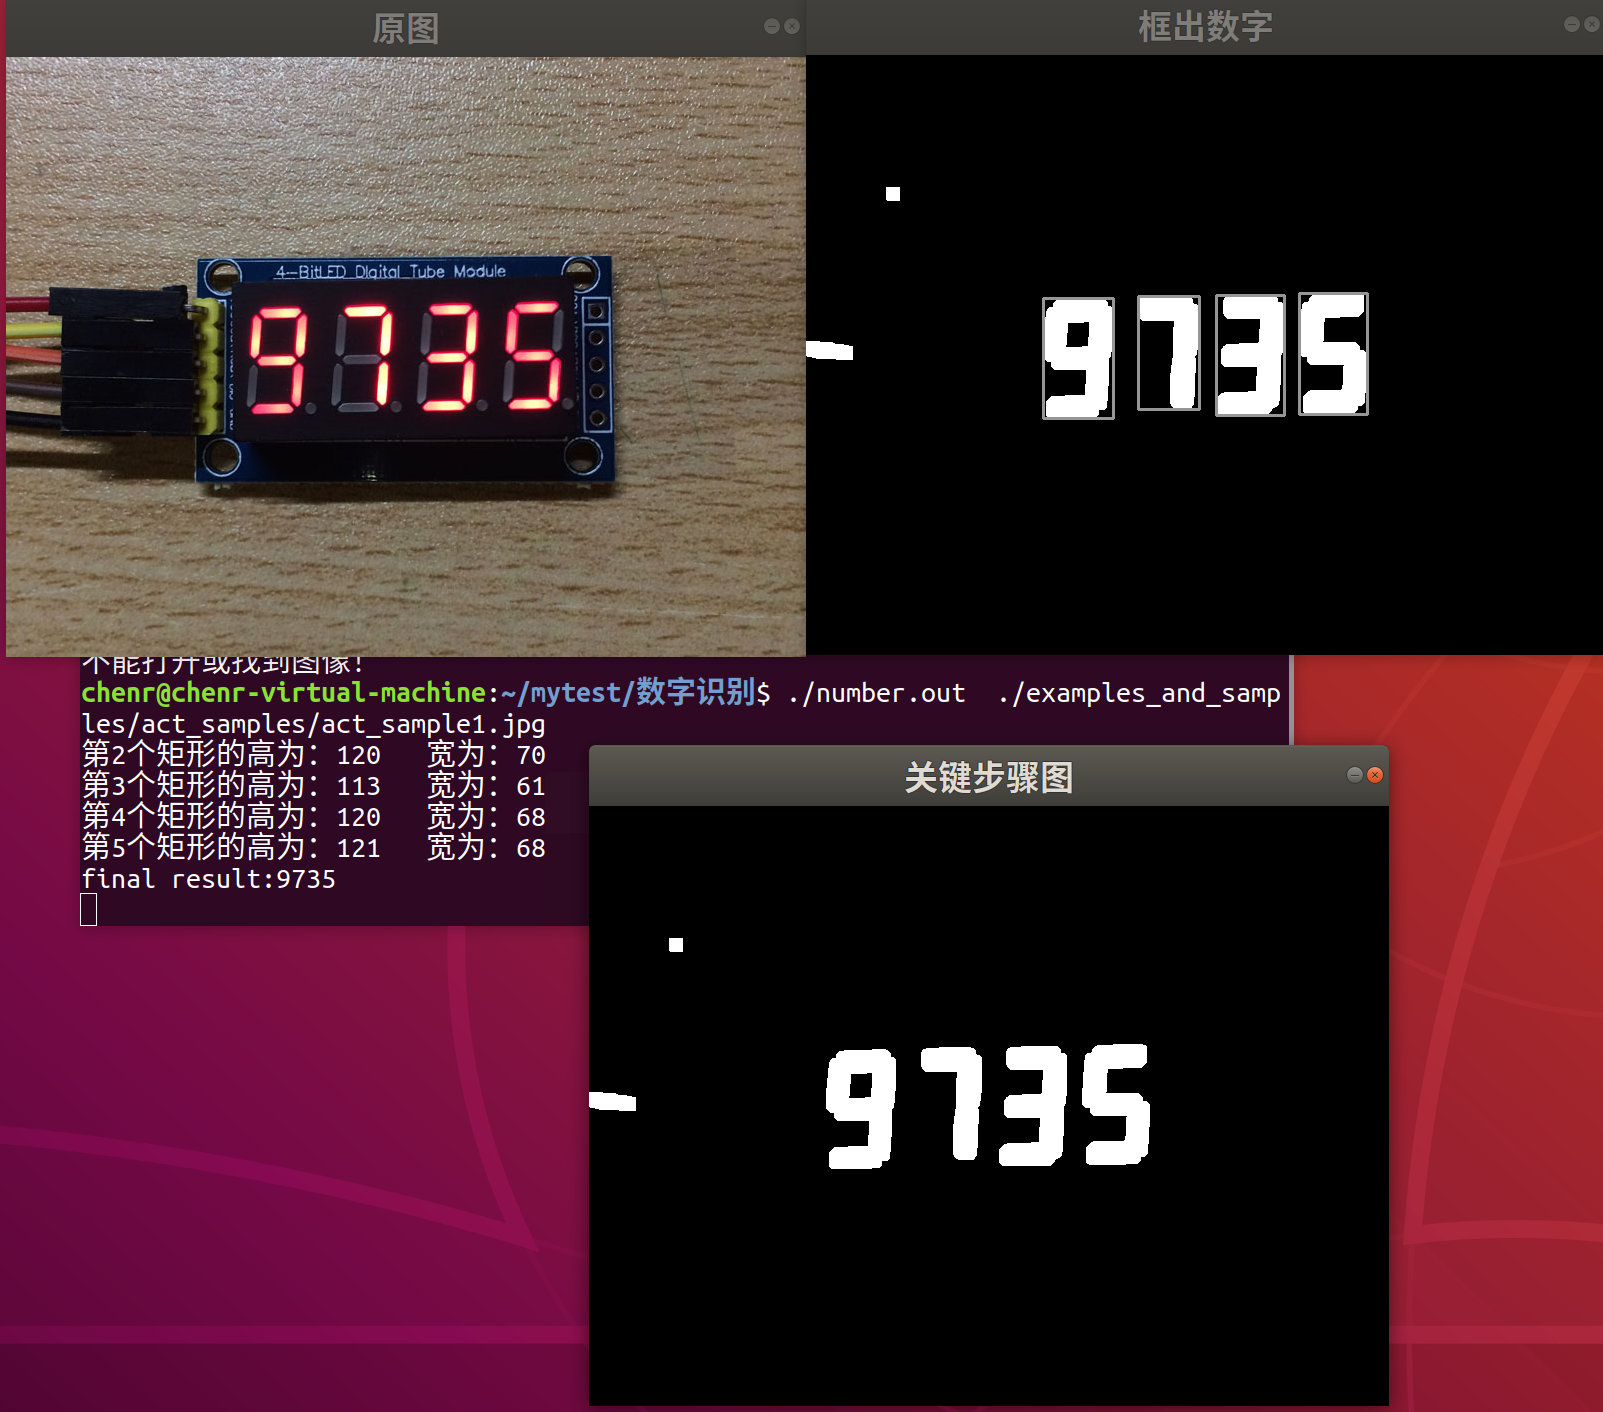 原图
框出数字
4-BitLED Digital Tube Module
9735
9735
不能打开或找到图像!
chenr@chenr-virtual-machine:~/mytest/数字识别$ ./number.out  ./examples_and_samp
les/act_samples/act_sample1.jpg
第2个矩形的高为: 120   宽为: 70
第3个矩形的高为: 113   宽为: 61
第4个矩形的高为: 120   宽为: 68
第5个矩形的高为: 121   宽为: 68
final result:9735
关键步骤图
9735